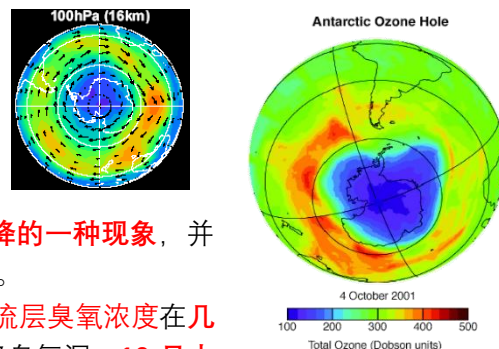 100hPa (16km)
Antarctic Ozone Hole
降的一种现象，并
。
流层臭氧浓度在几
4 October 2001
100 200 300 400 500
Total Ozone (Dobson units)